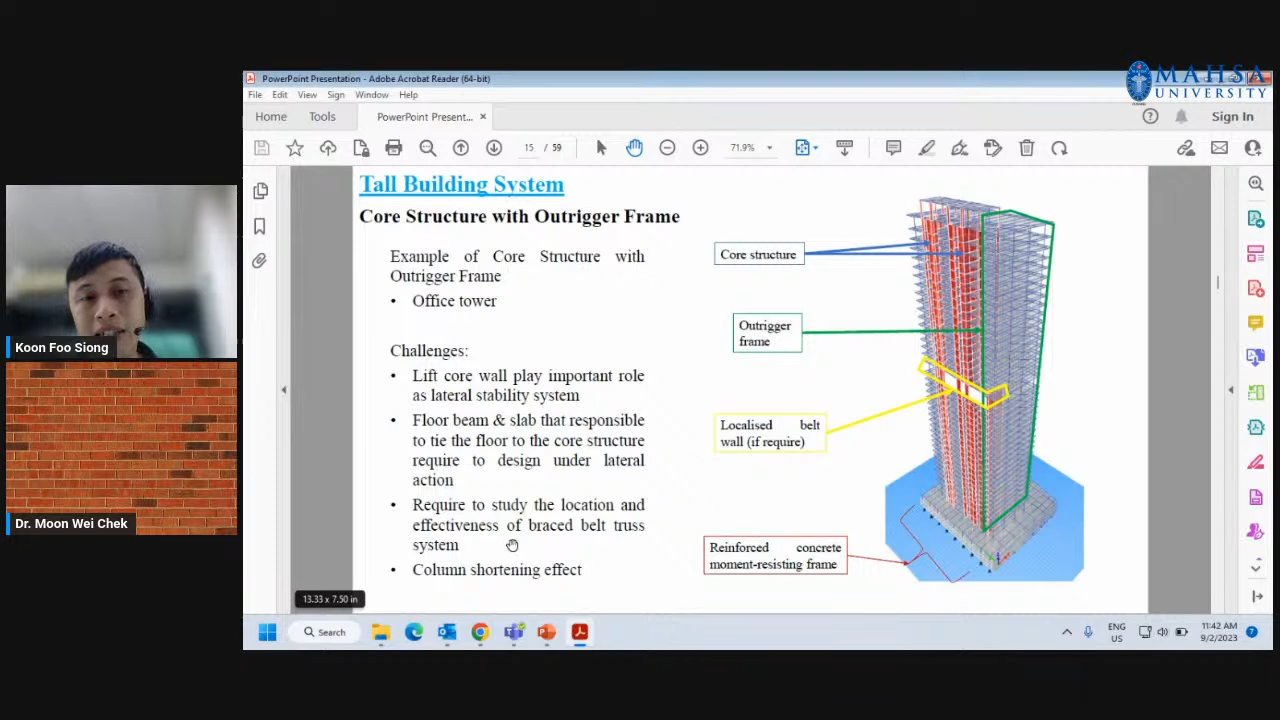 PowerPoint Presentation - Adobe Acrobat Reader (64-bit)
MAHSA
UNIVERSITY
File Edit View Sign Window Help
Home Tools PowerPoint Present... × Sign In
15 / 59 71.9%
Tall Building System
Core Structure with Outrigger Frame
Example of Core Structure with
Outrigger Frame
• Office tower
Challenges:
• Lift core wall play important role
as lateral stability system
• Floor beam & slab that responsible
to tie the floor to the core structure
require to design under lateral
action
• Require to study the location and
effectiveness of braced belt truss
system
• Column shortening effect
Core structure
Outrigger
frame
Localised belt
wall (if require)
Reinforced concrete
moment-resisting frame
Koon Foo Siong
Dr. Moon Wei Chek
13.33 x 7.50 in
Search
ENG
US
11:42 AM
9/2/2023